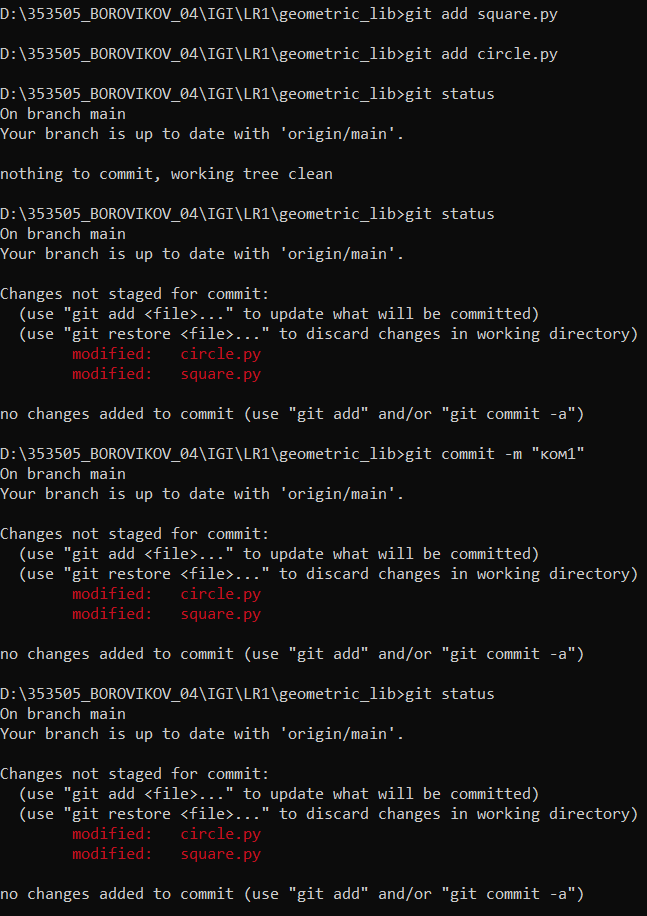 D:\353505_BOROVIKOV_04\IGI\LR1\geometric_lib>git add square.py
D:\353505_BOROVIKOV_04\IGI\LR1\geometric_lib>git add circle.py
D:\353505_BOROVIKOV_04\IGI\LR1\geometric_lib>git status
On branch main
Your branch is up to date with 'origin/main'.
nothing to commit, working tree clean
D:\353505_BOROVIKOV_04\IGI\LR1\geometric_lib>git status
On branch main
Your branch is up to date with 'origin/main'.
Changes not staged for commit:
  (use "git add <file>..." to update what will be committed)
  (use "git restore <file>..." to discard changes in working directory)
        modified:   circle.py
        modified:   square.py
no changes added to commit (use "git add" and/or "git commit -a")
D:\353505_BOROVIKOV_04\IGI\LR1\geometric_lib>git commit -m "ком1"
On branch main
Your branch is up to date with 'origin/main'.
Changes not staged for commit:
  (use "git add <file>..." to update what will be committed)
  (use "git restore <file>..." to discard changes in working directory)
        modified:   circle.py
        modified:   square.py
no changes added to commit (use "git add" and/or "git commit -a")
D:\353505_BOROVIKOV_04\IGI\LR1\geometric_lib>git status
On branch main
Your branch is up to date with 'origin/main'.
Changes not staged for commit:
  (use "git add <file>..." to update what will be committed)
  (use "git restore <file>..." to discard changes in working directory)
        modified:   circle.py
        modified:   square.py
no changes added to commit (use "git add" and/or "git commit -a")